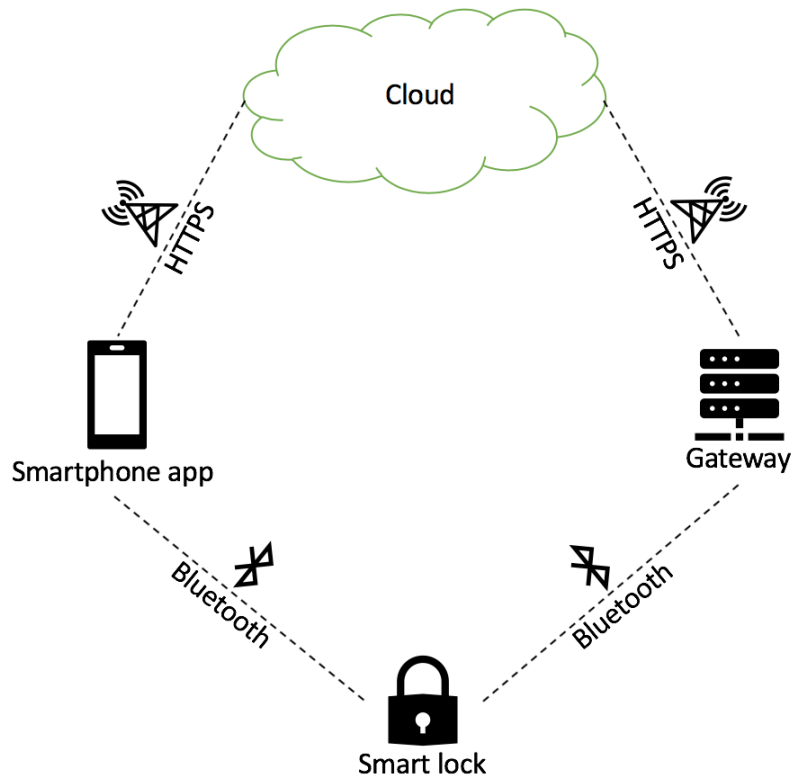 Cloud
HTTPS
HTTPS
Smartphone app
Gateway
Bluetooth
Bluetooth
Smart lock